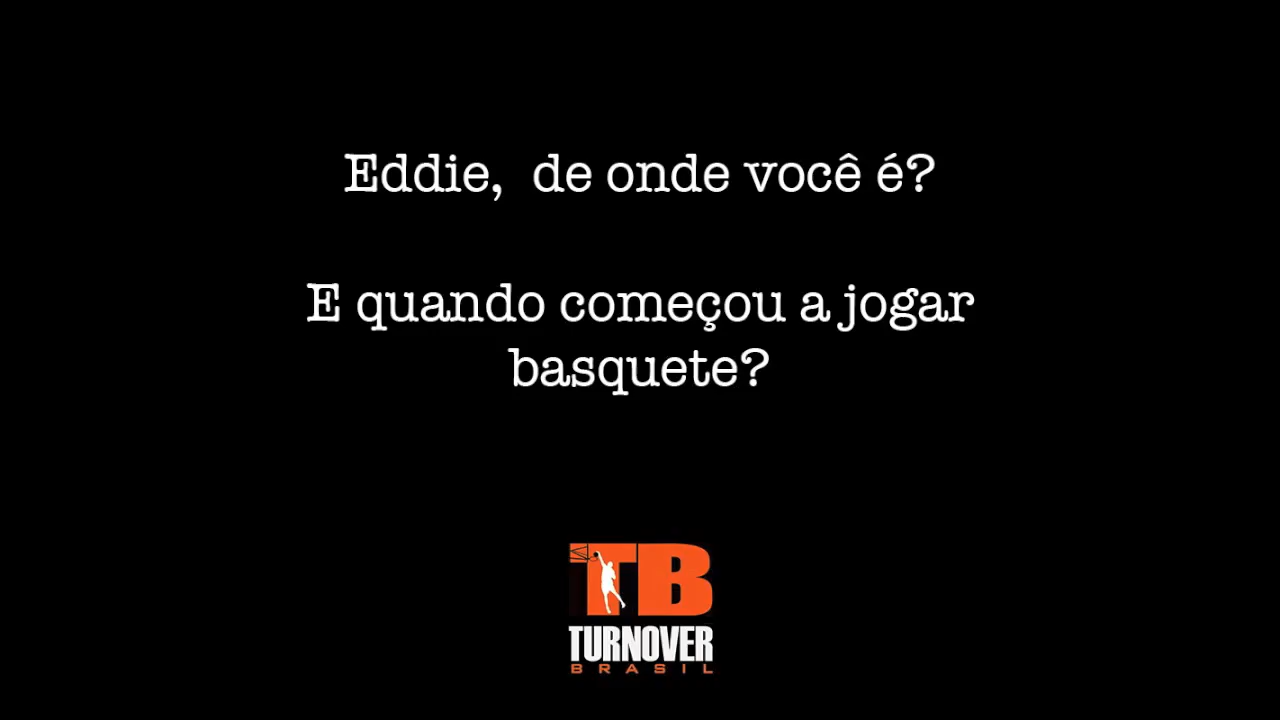 Eddie,  de onde você é?
E quando começou a jogar
basquete?
TB
TURNOVER
BRASIL